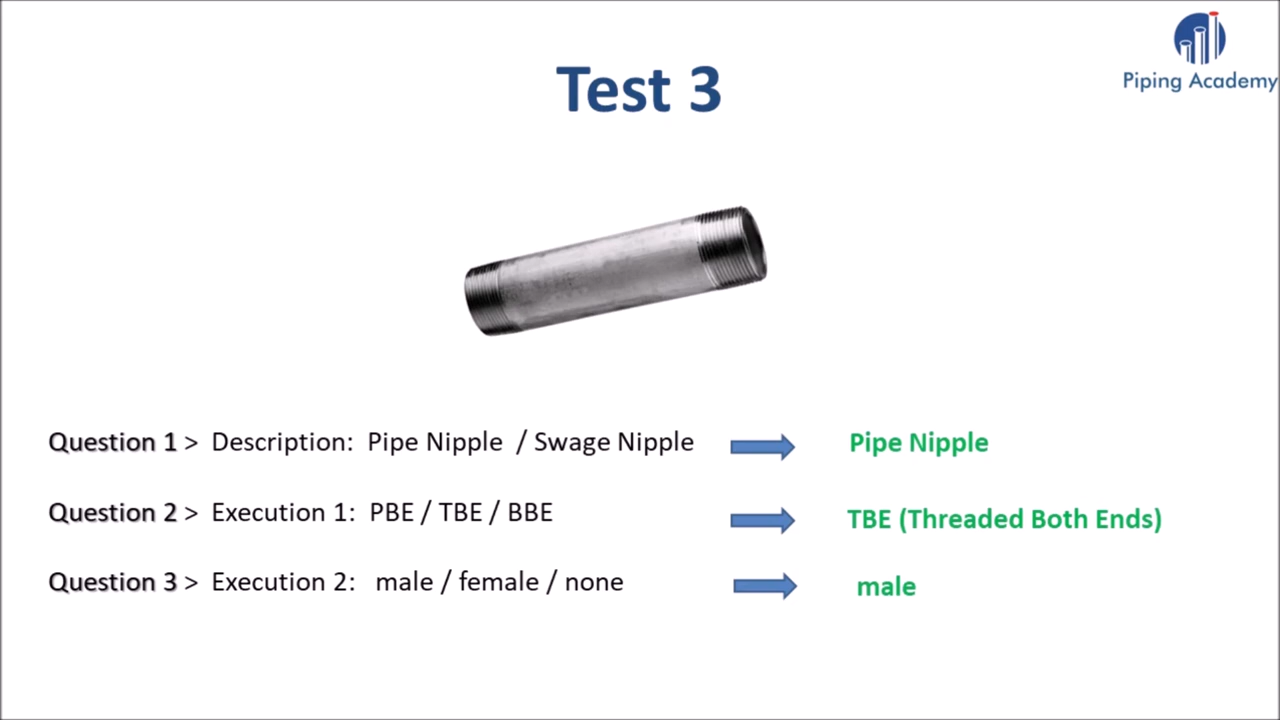 Piping Academy
Test 3
Question 1 > Description: Pipe Nipple / Swage Nipple Pipe Nipple
Question 2 > Execution 1: PBE / TBE / BBE TBE (Threaded Both Ends)
Question 3 > Execution 2: male / female / none male